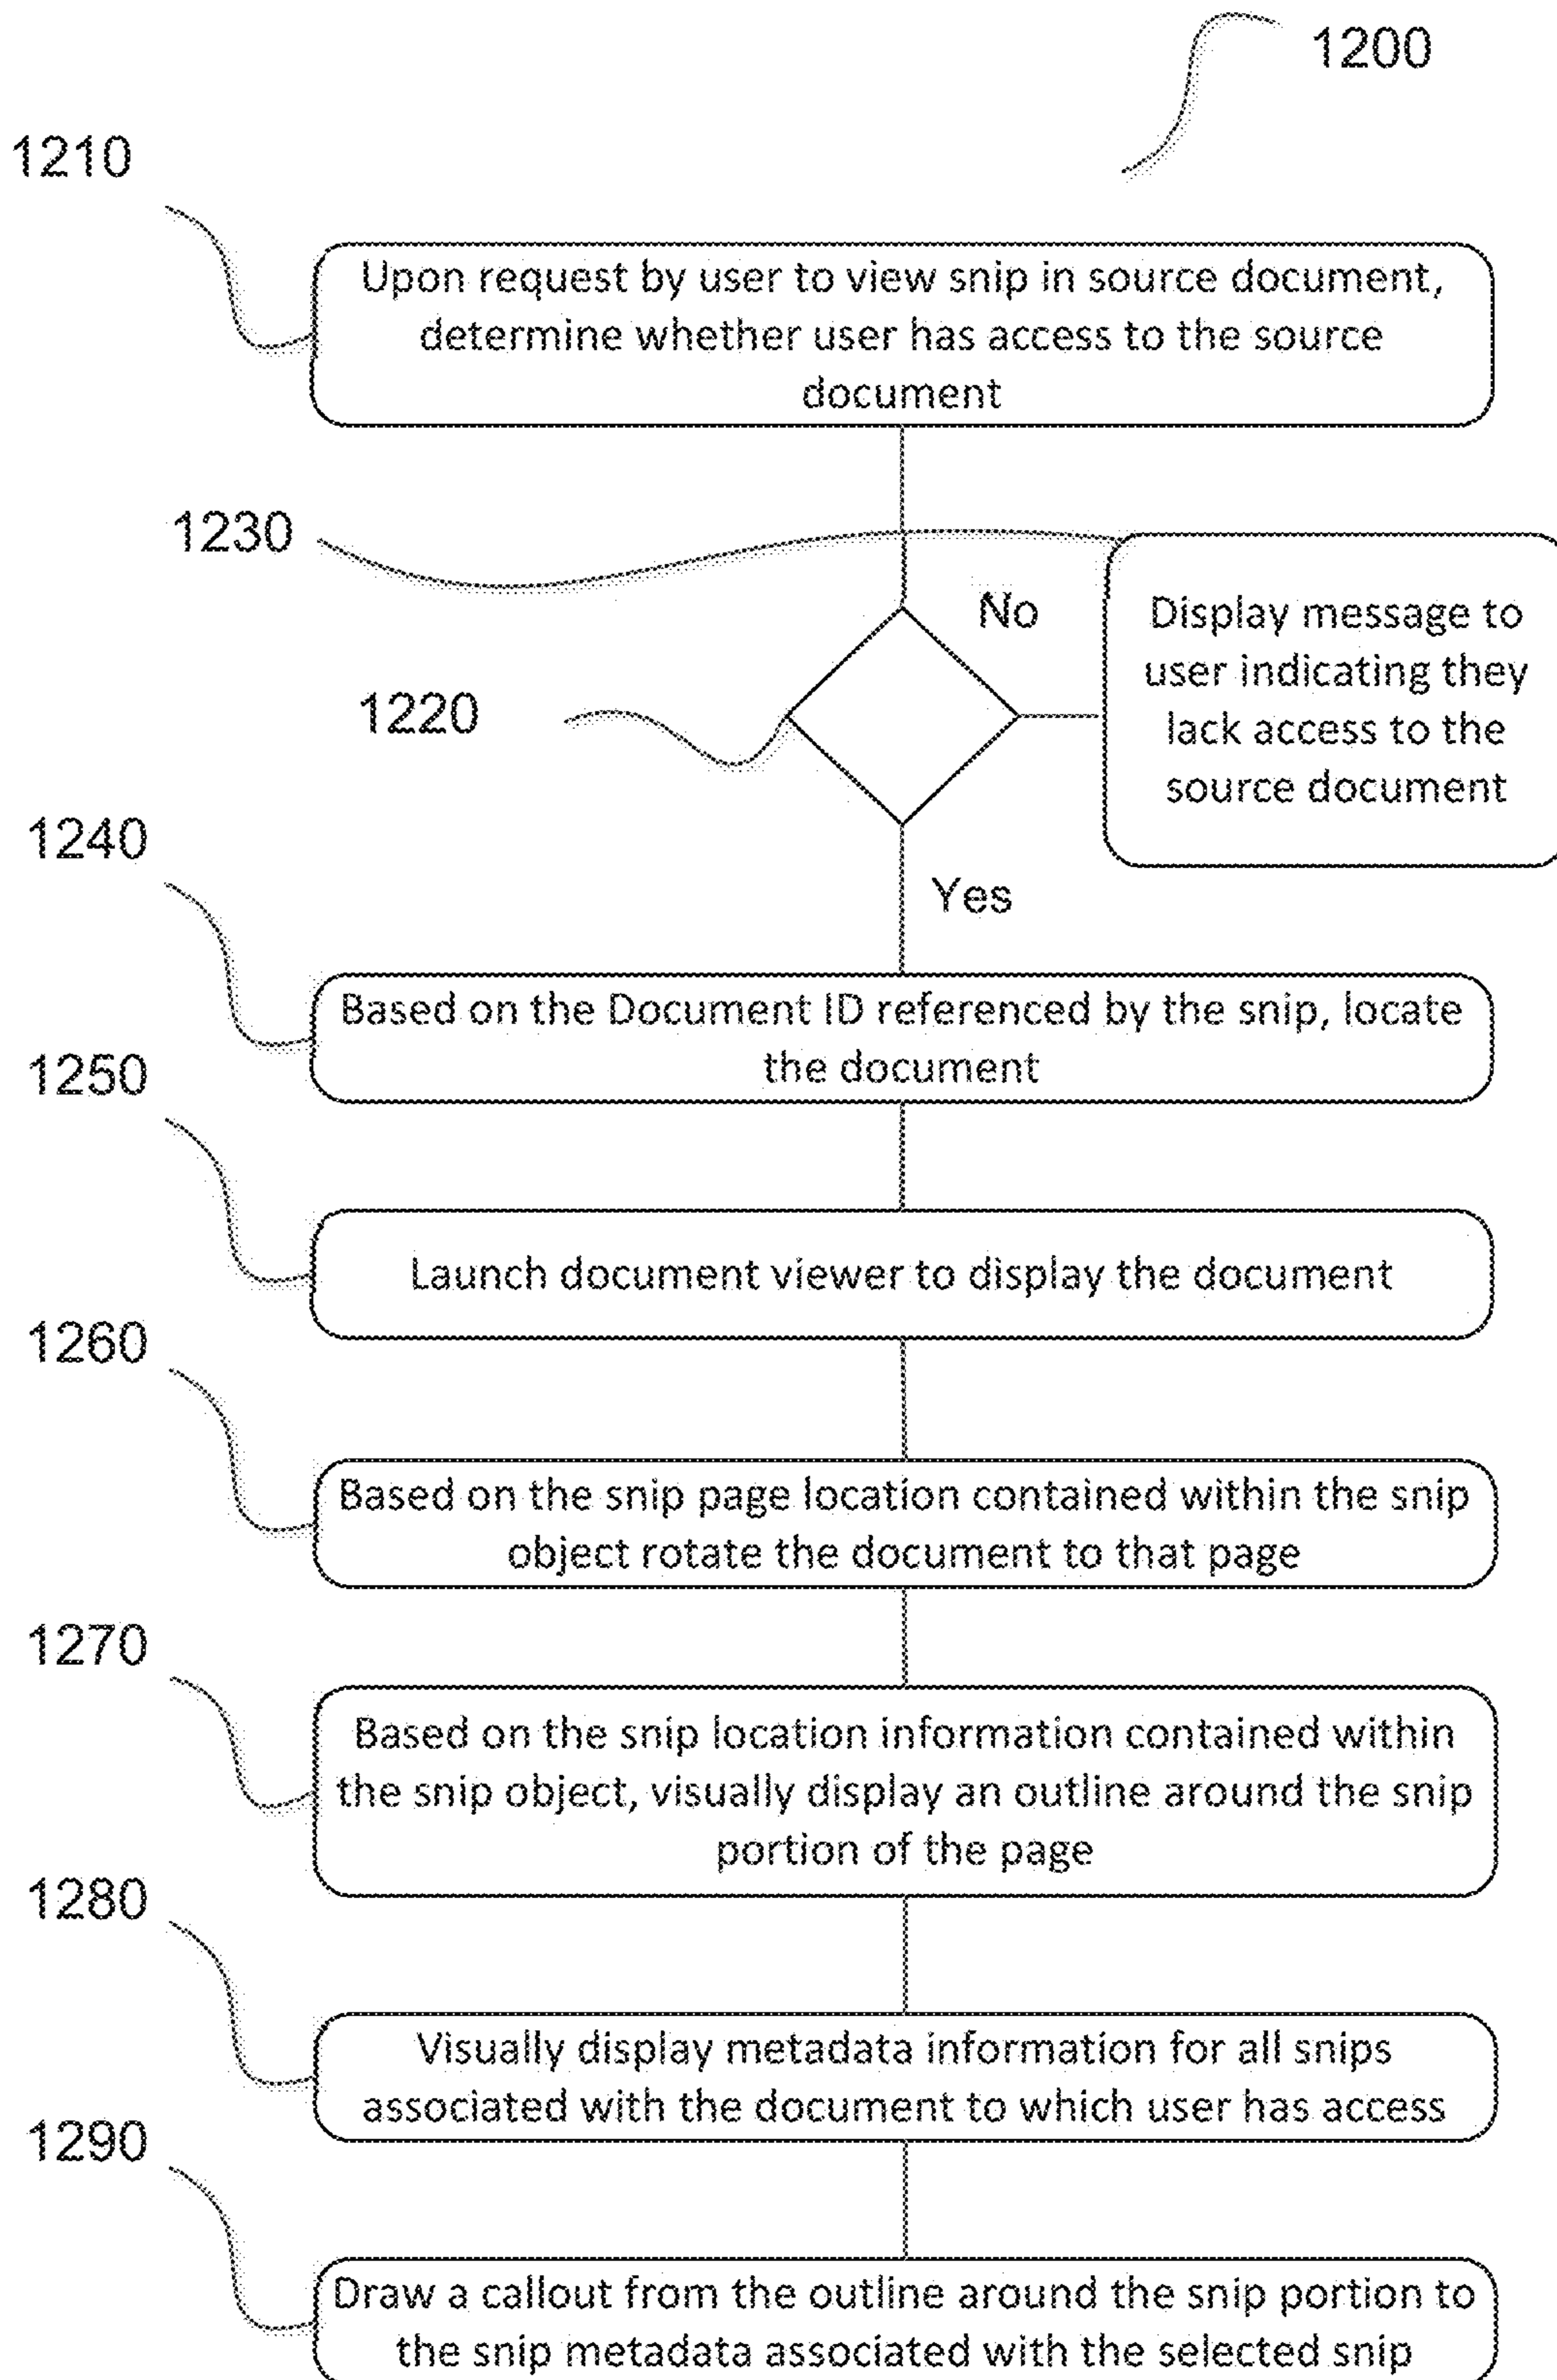 1200
1210
Upon request by user to view snip in source document,
determine whether user has access to the source
document
1230
No
Display message to
user indicating they
lack access to the
source document
1220
1240
Yes
Based on the Document ID referenced by the snip, locate
the document
1250
Launch document viewer to display the document
1260
Based on the snip page location contained within the snip
object rotate the document to that page
1270
Based on the snip location information contained within
the snip object, visually display an outline around the snip
portion of the page
1280
Visually display metadata information for all snips
associated with the document to which user has access
1290
Draw a callout from the outline around the snip portion to
the snip metadata associated with the selected snip